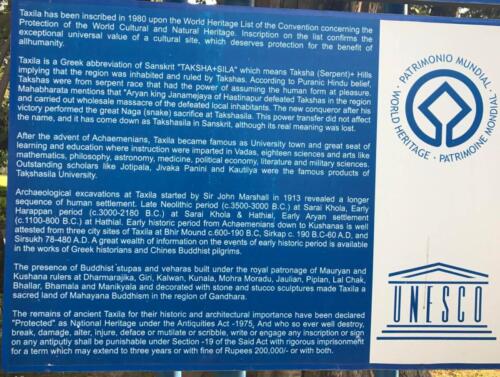 Taxila has been inscribed in 1980 upon the World Heritage List of the Convention concerning the
Protection of the World Cultural and Natural Heritage. Inscription on the list confirms the
exceptional universal value of a cultural site, which deserves protection for the benefit of
allhumanity.
Taxila is a Greek abbreviation of Sanskrit "TAKSHA+SILA" which means Taksha (Serpent)+ Hills
implying that the region was inhabited and ruled by Takshas. According to Puranic Hindu belief,
Takshas were from serpent race that had the power of assuming the human form at pleasure.
Mahabharata mentions that "Aryan king Janamejaya of Hastinapur defeated Takshas in the region
and carried out wholesale massacre of the defeated local inhabitants. The new conqueror after his
victory performed the great Naga (snake) sacrifice at Takshasila. This power transfer did not affect
the name, and it has come down as Takshasila in Sanskrit, although its real meaning was lost.
After the advent of Achaemenians, Taxila became famous as University town and great seat of
learning and education where instruction were imparted in Vadas, eighteen sciences and arts like
mathematics, philosophy, astronomy, medicine, political economy, literature and military sciences.
Outstanding scholars like Jotipala, Jivaka Panini and Kautilya were the famous products of
Takshasila University.
Archaeological excavations at Taxila started by Sir John Marshall in 1913 revealed a longer
sequence of human settlement. Late Neolithic period (c.3500-3000 B.C.) at Sarai Khola, Early
Harappan period (c.3000-2180 B.C.) at Sarai Khola & Hathial, Early Aryan settlement
(c.1100-800 B.C.) at Hathial. Early historic period from Achaemenians down to Kushanas is well
attested from three city sites of Taxila at Bhir Mound c.600-190 B.C, Sirkap c. 190 B.C-60 A.D, and
Sirsukh 78-480 A.D. A great wealth of information on the events of early historic period is available
in the works of Greek historians and Chines Buddhist pilgrims.
The presence of Buddhist stupas and veharas built under the royal patronage of Mauryan and
Kushana rulers at Dharmarajika, Giri, Kalwan, Kunala, Mohra Moradu, Jaulian, Piplan, Lal Chak,
Bhallar, Bhamala and Manikyala and decorated with stone and stucco sculptures made Taxila a
sacred land of Mahayana Buddhism in the region of Gandhara.
The remains of ancient Taxila for their historic and architectural importance have been declared
"Protected" as National Heritage under the Antiquities Act -1975, And who so ever well destroy,
break, damage, alter, injure, deface or mutilate or scribble, write or engage any inscription or sign
on any antiquity shall be punishable under Section -19 of the Said Act with rigorous imprisonment
for a term which may extend to three years or with fine of Rupees 200,000/- or with both.
PATRIMONIO MUNDIAL
WORLD HERITAGE
PATRIMOINE MONDIAL
UNESCO